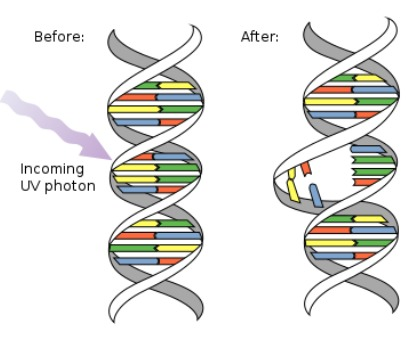 Before:
After:
Incoming
UV photon